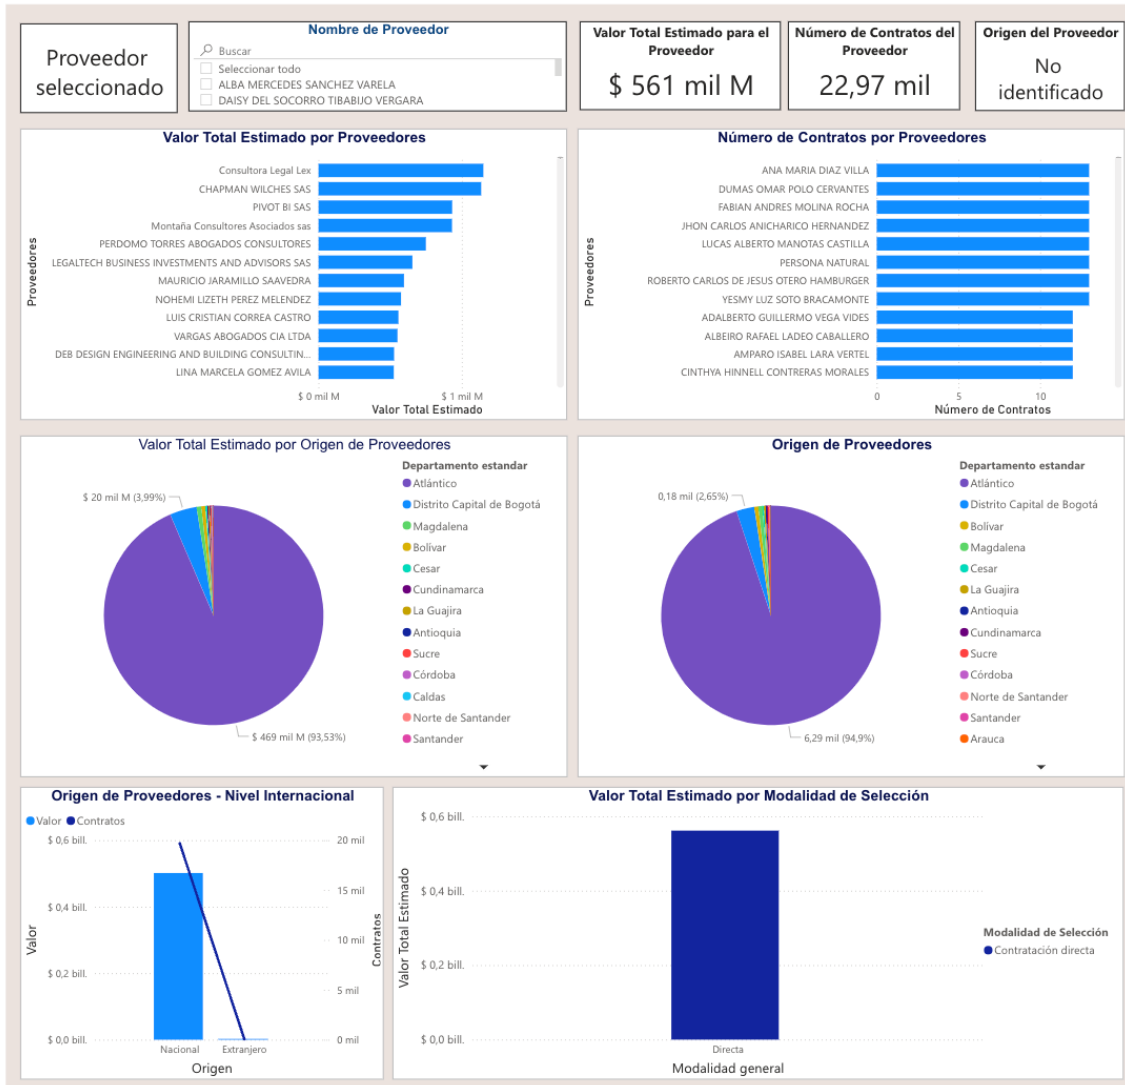 Proveedor
seleccionado
Nombre de Proveedor
Buscar
Seleccionar todo
ALBA MERCEDES SANCHEZ VARELA
DAISY DEL SOCORRO TIBABIJO VERGARA
Valor Total Estimado para el
Proveedor
$ 561 mil M
Número de Contratos del
Proveedor
22,97 mil
Origen del Proveedor
No
identificado
Valor Total Estimado por Proveedores
Proveedores
Consultora Legal Lex
CHAPMAN WILCHES SAS
PIVOT BI SAS
Montaña Consultores Asociados sas
PERDOMO TORRES ABOGADOS CONSULTORES
LEGALTECH BUSINESS INVESTMENTS AND ADVISORS SAS
MAURICIO JARAMILLO SAAVEDRA
NOHEMI LIZETH PEREZ MELENDEZ
LUIS CRISTIAN CORREA CASTRO
VARGAS ABOGADOS CIA LTDA
DEB DESIGN ENGINEERING AND BUILDING CONSULTIN...
LINA MARCELA GOMEZ AVILA
$ 0 mil M
$ 1 mil M
Valor Total Estimado
Número de Contratos por Proveedores
Proveedores
ANA MARIA DIAZ VILLA
DUMAS OMAR POLO CERVANTES
FABIAN ANDRES MOLINA ROCHA
JHON CARLOS ANICHARICO HERNANDEZ
LUCAS ALBERTO MANOTAS CASTILLA
PERSONA NATURAL
ROBERTO CARLOS DE JESUS OTERO HAMBURGER
YESMY LUZ SOTO BRACAMONTE
ADALBERTO GUILLERMO VEGA VIDES
ALBEIRO RAFAEL LADEO CABALLERO
AMPARO ISABEL LARA VERTEL
CINTHYA HINNELL CONTRERAS MORALES
0
5
10
Número de Contratos
Valor Total Estimado por Origen de Proveedores
$ 20 mil M (3,99%)
$ 469 mil M (93,53%)
Departamento estandar
Atlántico
Distrito Capital de Bogotá
Magdalena
Bolívar
Cesar
Cundinamarca
La Guajira
Antioquia
Sucre
Córdoba
Caldas
Norte de Santander
Santander
Origen de Proveedores
0,18 mil (2,65%)
6,29 mil (94,9%)
Departamento estandar
Atlántico
Distrito Capital de Bogotá
Bolívar
Magdalena
Cesar
La Guajira
Antioquia
Cundinamarca
Sucre
Córdoba
Norte de Santander
Santander
Arauca
Origen de Proveedores - Nivel Internacional
Valor
Contratos
Valor
$ 0,6 bill.
$ 0,4 bill.
$ 0,2 bill.
$ 0,0 bill.
20 mil
15 mil
10 mil
5 mil
0 mil
Contratos
Nacional
Extranjero
Origen
Valor Total Estimado por Modalidad de Selección
Valor Total Estimado
$ 0,6 bill.
$ 0,4 bill.
$ 0,2 bill.
$ 0,0 bill.
Directa
Modalidad general
Modalidad de Selección
Contratación directa